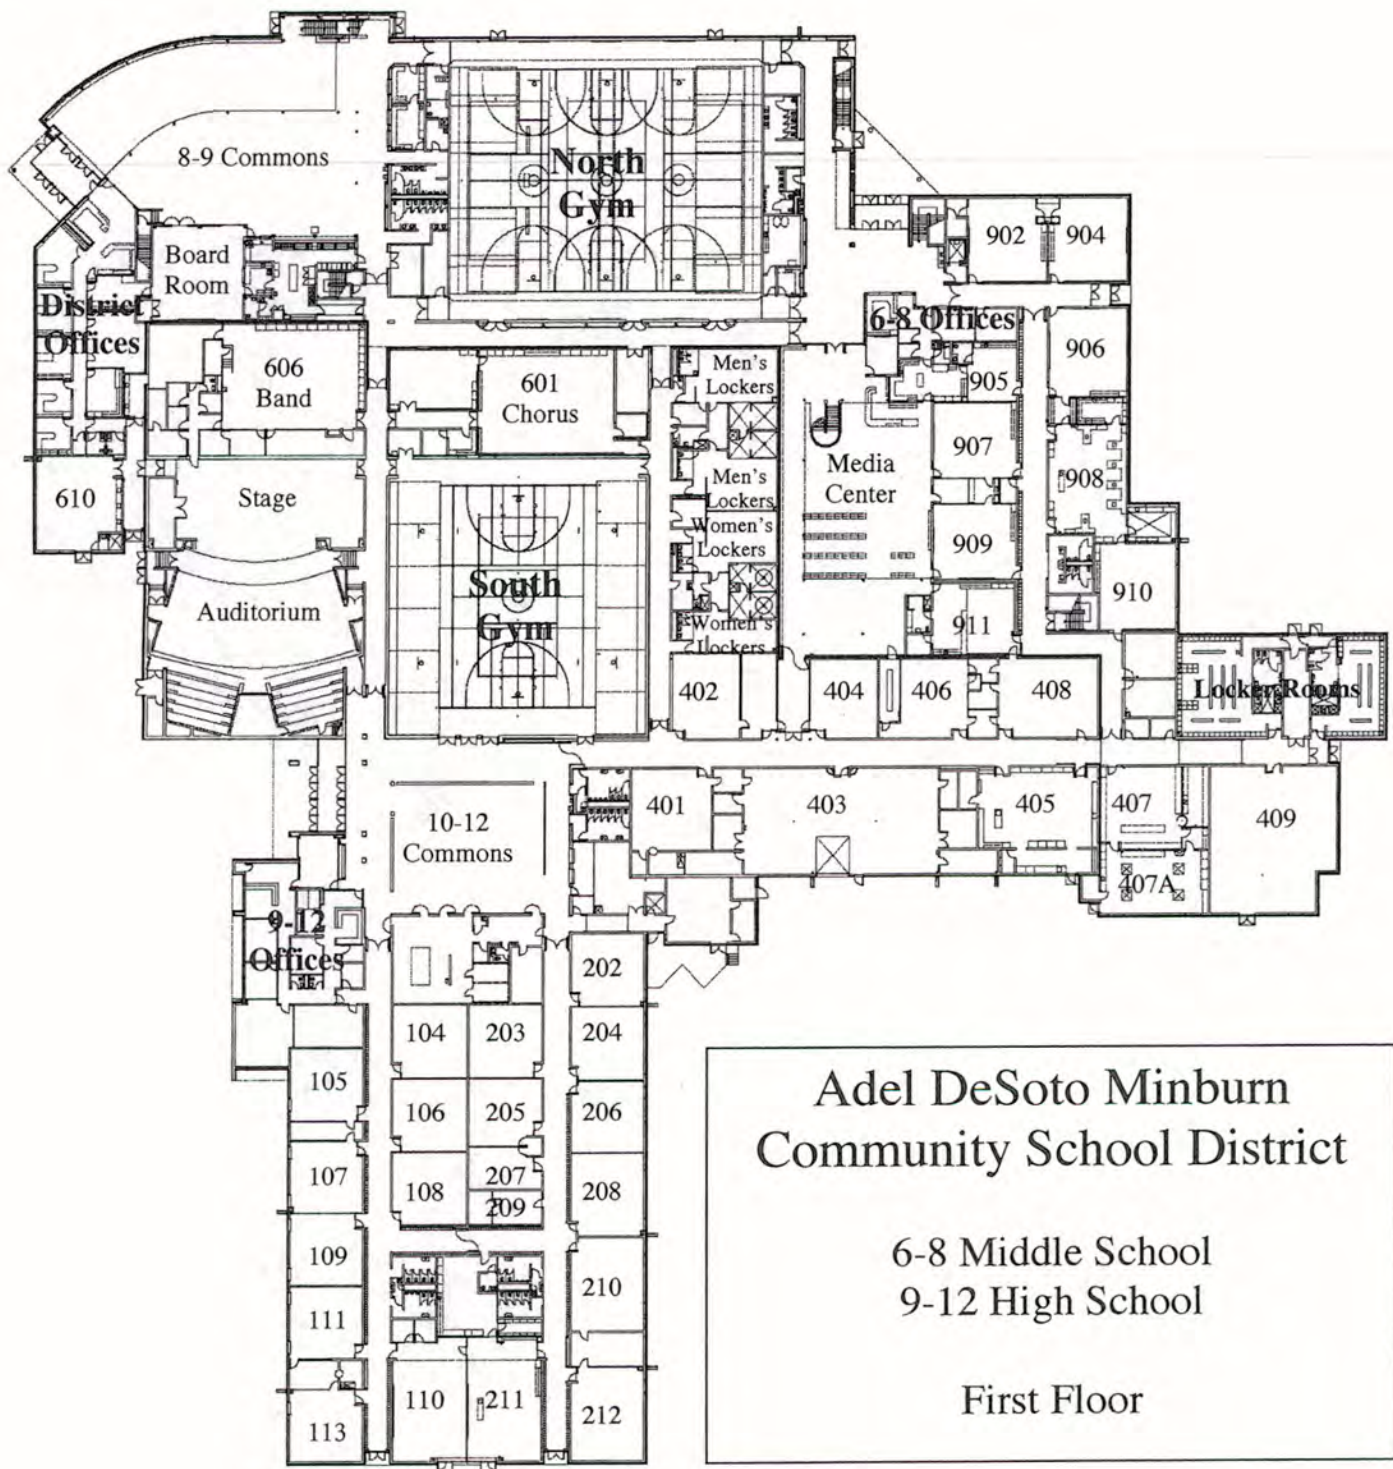 8-9 Commons
North
Gym
902
904
Board
Room
District
Offices
6-8 Offices
906
606
Band
601
Chorus
Men's
Lockers
905
907
Media
Center
908
610
Stage
Men's
Lockers
Women's
Lockers
909
910
South
Gym
Auditorium
Women's
Lockers
911
402
404
406
408
Locker Rooms
401
403
405
407
409
10-12
Commons
407A
9-12
Offices
202
104
203
204
105
106
205
206
107
108
207
208
209
109
210
111
110
211
212
113
Adel DeSoto Minburn
Community School District
6-8 Middle School
9-12 High School
First Floor